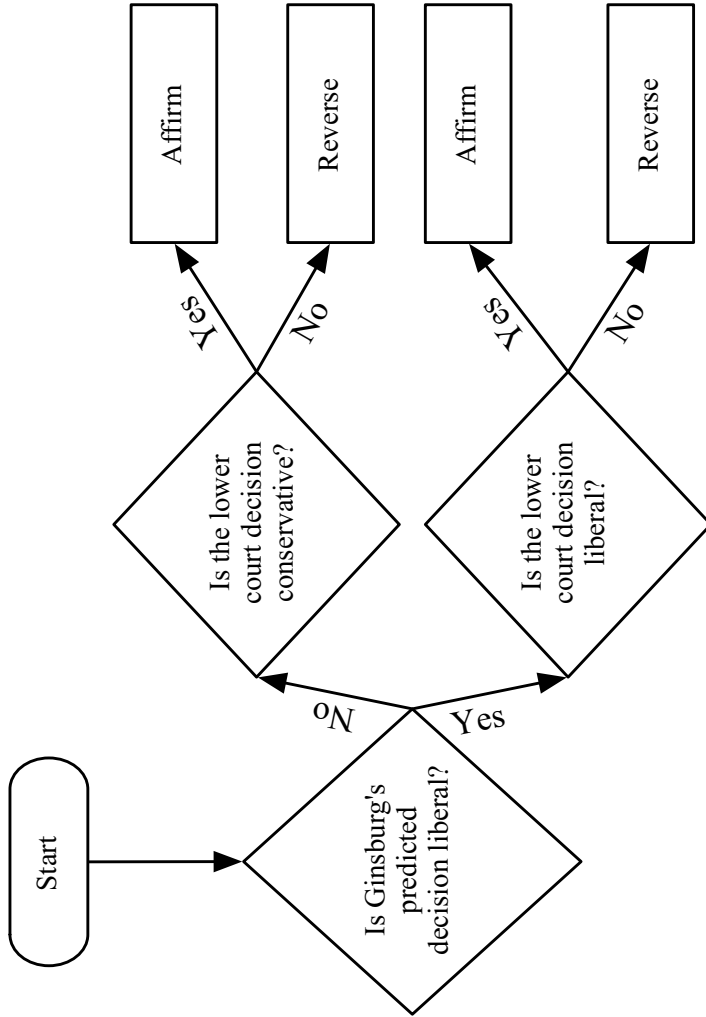 Start
Is Ginsburg's
predicted
decision liberal?
No
Yes
Is the lower
court decision
conservative?
Yes
No
Affirm
Reverse
Is the lower
court decision
liberal?
Yes
No
Affirm
Reverse